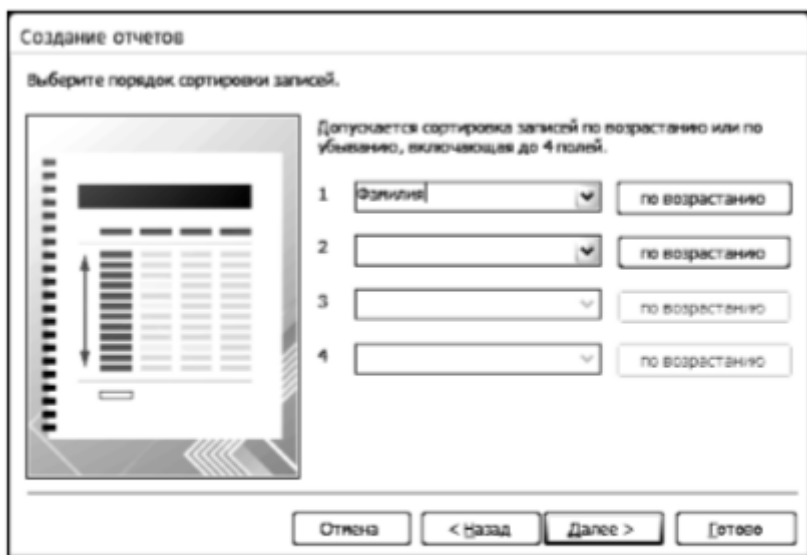 Создание отчетов
Выберите порядок сортировки записей.
Допускается сортировка записей по возрастанию или по
убыванию, включающая до 4 полей.
1 Фамилия по возрастанию
2 по возрастанию
3 по возрастанию
4 по возрастанию
Отмена < Назад Далее > Готово